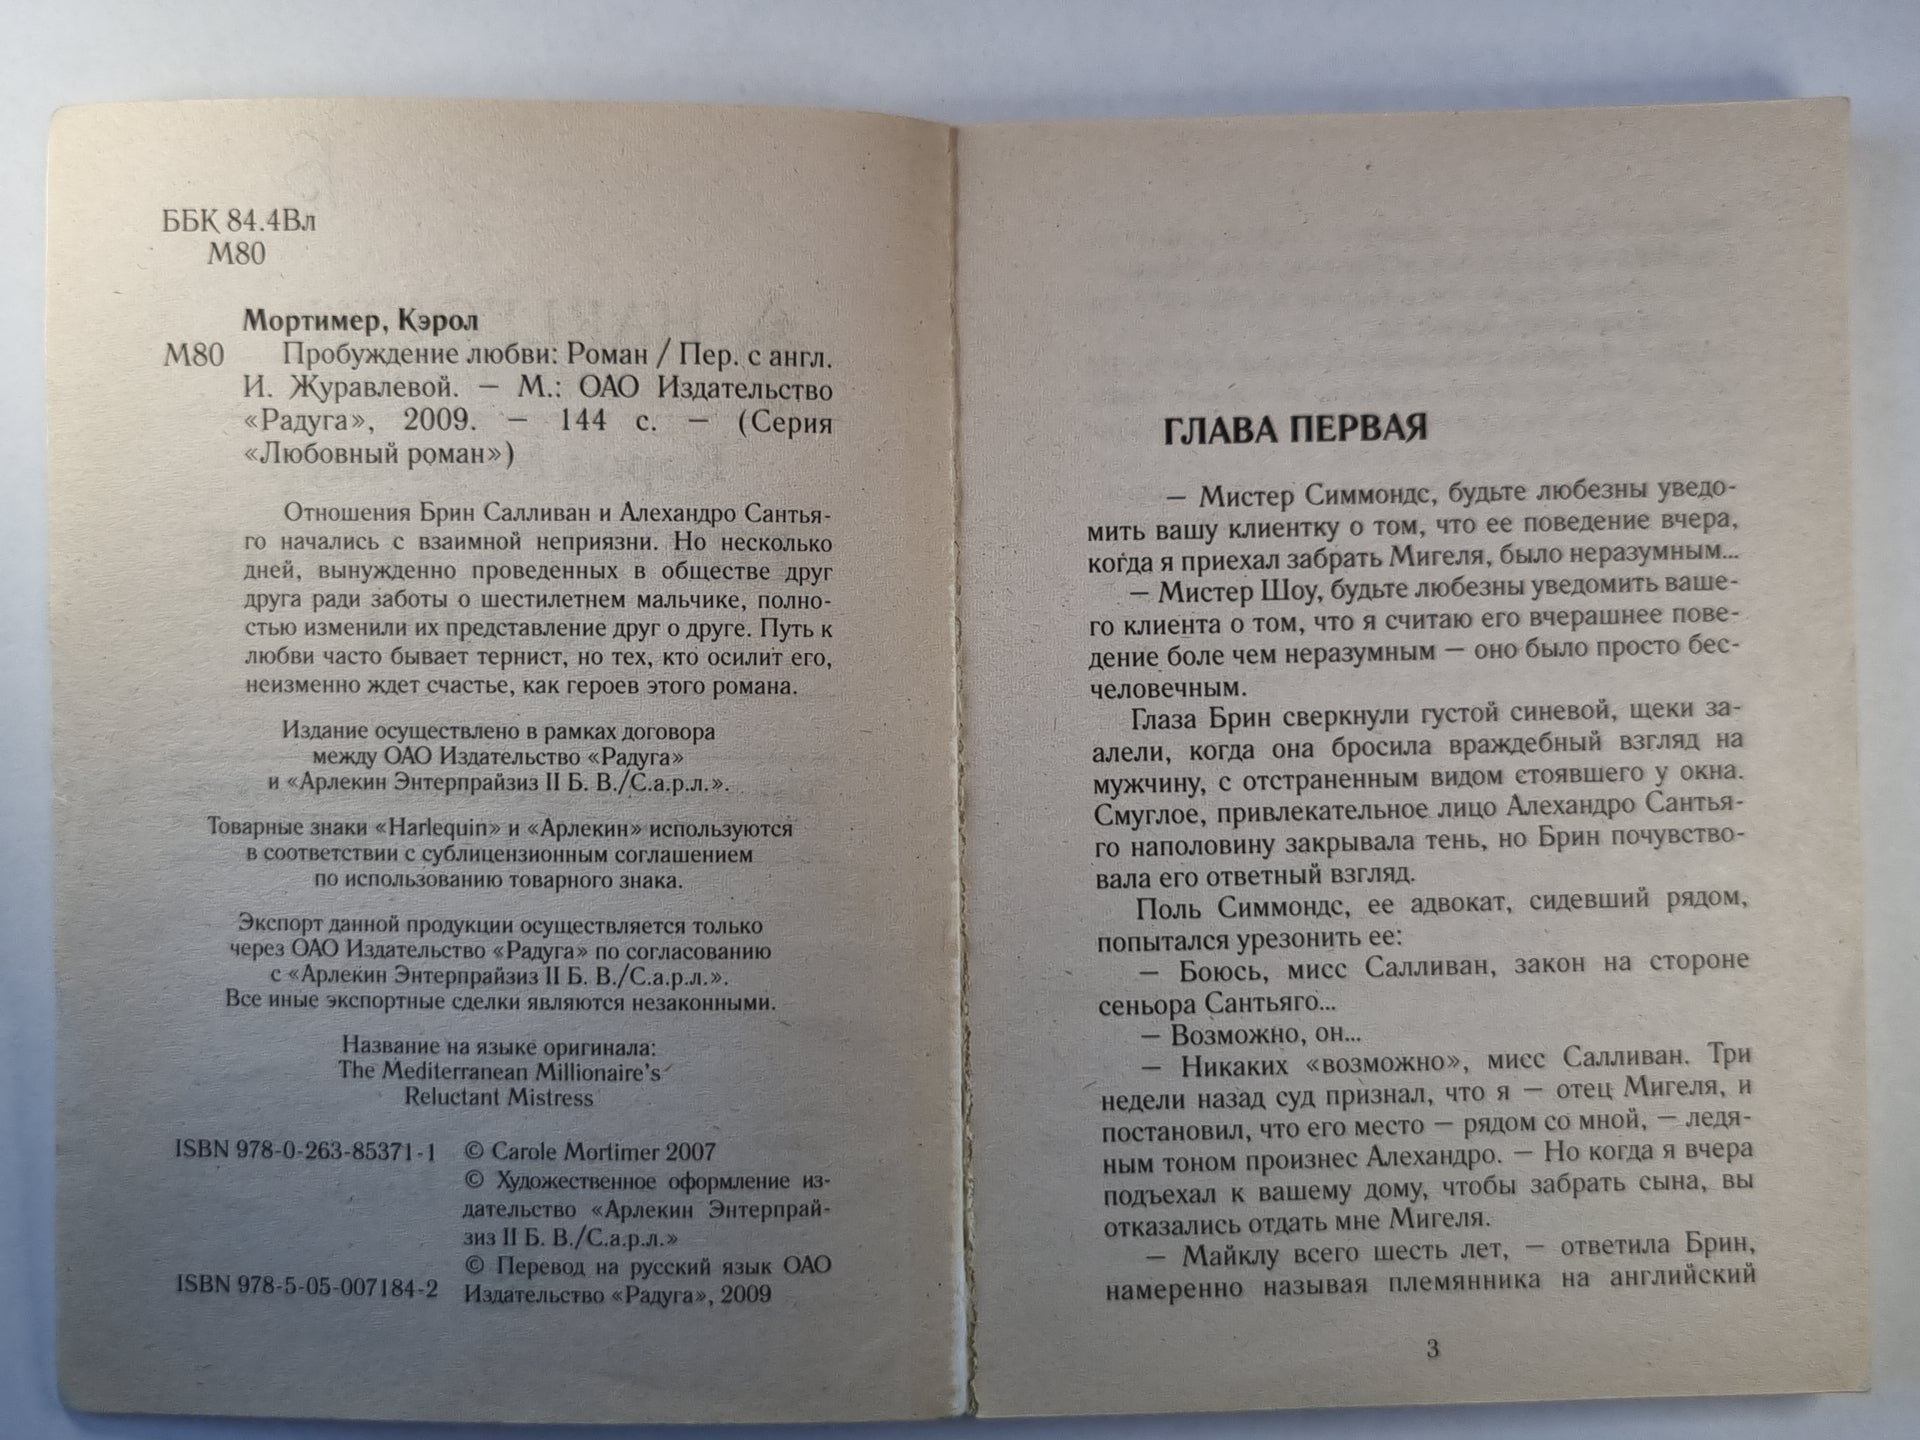 ББК 84.4Вл
М80
Мортимер, Кэрол
М80 Пробуждение любви: Роман / Пер. с англ.
И. Журавлевой. — М.: ОАО Издательство
«Радуга», 2009. — 144 с. — (Серия
«Любовный роман»)
Отношения Брин Салливан и Алехандро Сантья-
го начались с взаимной неприязни. Но несколько
дней, вынужденно проведенных в обществе друг
друга ради заботы о шестилетнем мальчике, полно-
стью изменили их представление друг о друге. Путь к
любви часто бывает тернист, но тех, кто осилит его,
неизменно ждет счастье, как героев этого романа.
Издание осуществлено в рамках договора
между ОАО Издательство «Радуга»
и «Арлекин Энтерпрайзиз II Б. В./С.а.р.л.».
Товарные знаки «Harlequin» и «Арлекин» используются
в соответствии с сублицензионным соглашением
по использованию товарного знака.
Экспорт данной продукции осуществляется только
через ОАО Издательство «Радуга» по согласованию
с «Арлекин Энтерпрайзиз II Б. В./С.а.р.л.».
Все иные экспортные сделки являются незаконными.
Название на языке оригинала:
The Mediterranean Millionaire's
Reluctant Mistress
ISBN 978-0-263-85371-1 © Carole Mortimer 2007
© Художественное оформление из-
дательство «Арлекин Энтерпрай-
зиз II Б. В./С.а.р.л.»
© Перевод на русский язык ОАО
ISBN 978-5-05-007184-2 Издательство «Радуга», 2009
ГЛАВА ПЕРВАЯ
— Мистер Симмондс, будьте любезны уведо-
мить вашу клиентку о том, что ее поведение вчера,
когда я приехал забрать Мигеля, было неразумным...
— Мистер Шоу, будьте любезны уведомить ваше-
го клиента о том, что я считаю его вчерашнее пове-
дение боле чем неразумным — оно было просто бес-
человечным.
Глаза Брин сверкнули густой синевой, щеки за-
алели, когда она бросила враждебный взгляд на
мужчину, с отстраненным видом стоявшего у окна.
Смуглое, привлекательное лицо Алехандро Сантья-
го наполовину закрывала тень, но Брин почувство-
вала его ответный взгляд.
Поль Симмондс, ее адвокат, сидевший рядом,
попытался урезонить ее:
— Боюсь, мисс Салливан, закон на стороне
сеньора Сантьяго...
— Возможно, он...
— Никаких «возможно», мисс Салливан. Три
недели назад суд признал, что я — отец Мигеля, и
постановил, что его место — рядом со мной, — ледя-
ным тоном произнес Алехандро. — Но когда я вчера
подъехал к вашему дому, чтобы забрать сына, вы
отказались отдать мне Мигеля.
— Майклу всего шесть лет, — ответила Брин,
намеренно называя племянника на английский
3